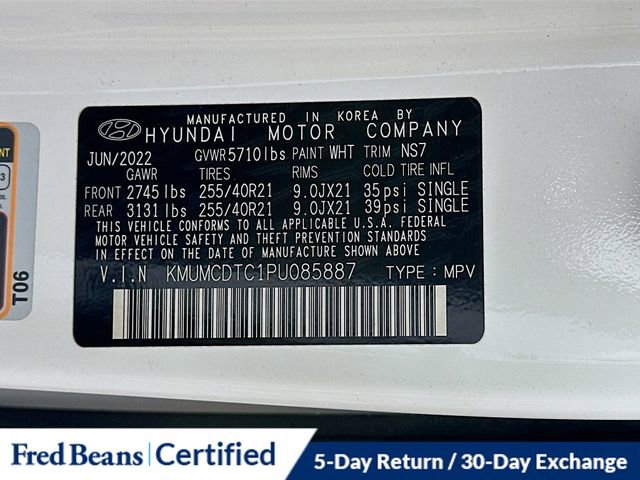 MANUFACTURED IN KOREA BY
HYUNDAI MOTOR COMPANY
JUN/2022 GVWR 5710lbs PAINT WHT TRIM NS7
GAWR TIRES RIMS COLD TIRE INFL
FRONT 2745 lbs 255/40R21 9.0JX21 35psi SINGLE
REAR 3131 lbs 255/40R21 9.0JX21 39psi SINGLE
THIS VEHICLE CONFORMS TO ALL APPLICABLE U.S.A. FEDERAL
MOTOR VEHICLE SAFETY AND THEFT PREVENTION STANDARDS
IN EFFECT ON THE DATE OF MANUFACTURE SHOWN ABOVE.
V.I.N KMUMCDTC1PU085887 TYPE : MPV
T06
Fred Beans Certified
5-Day Return / 30-Day Exchange